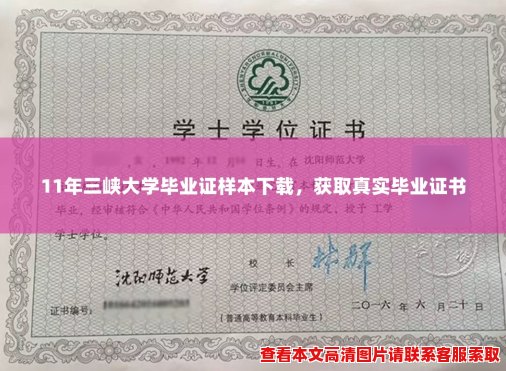 学士学位证书
1992 年 12 月 日生，在 沈阳师范大学
11年三峡大学毕业证样本下载，获取真实毕业证书
毕业，经审核符合《中华人民共和国学位条例》的规定，授予 工学
学士学位。
沈阳师范大学
校 长
学位评定委员会主席
证书编号：
二〇一六 年 六 月 二十 日
（普通高等教育本科毕业生）
查看本文高清图片请联系客服索取